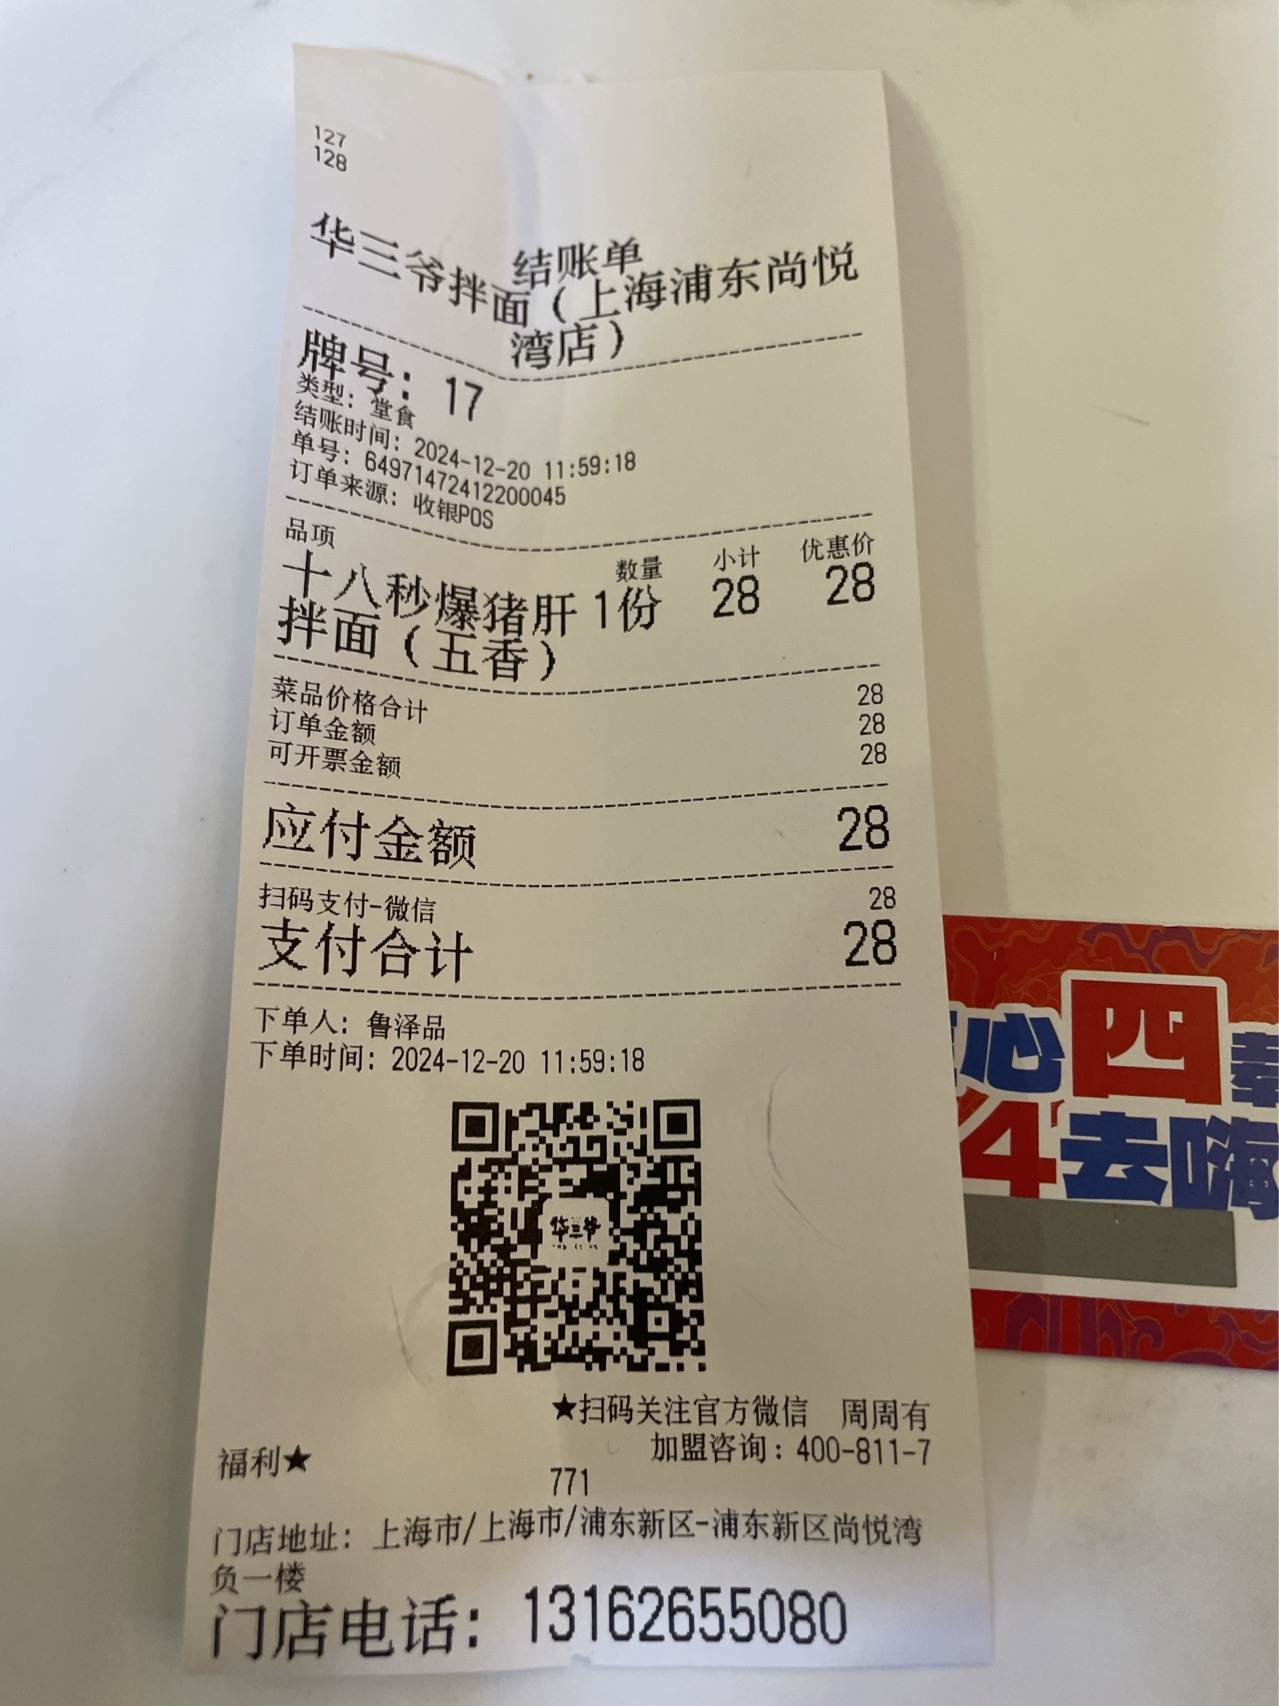 127
128
结账单
华三爷拌面（上海浦东尚悦
湾店）
牌号：17
类型：堂食
结账时间：2024-12-20 11:59:18
单号：64971472412200045
订单来源：收银POS
品项 数量 小计 优惠价
十八秒爆猪肝 1份 28 28
拌面（五香）
菜品价格合计 28
订单金额 28
可开票金额 28
应付金额 28
扫码支付-微信 28
支付合计 28
下单人：鲁泽品
下单时间：2024-12-20 11:59:18
华三爷
★扫码关注官方微信 周周有
福利★
加盟咨询：400-811-7
771
门店地址：上海市/上海市/浦东新区-浦东新区尚悦湾
负一楼
门店电话：13162655080
心四
4去嗨